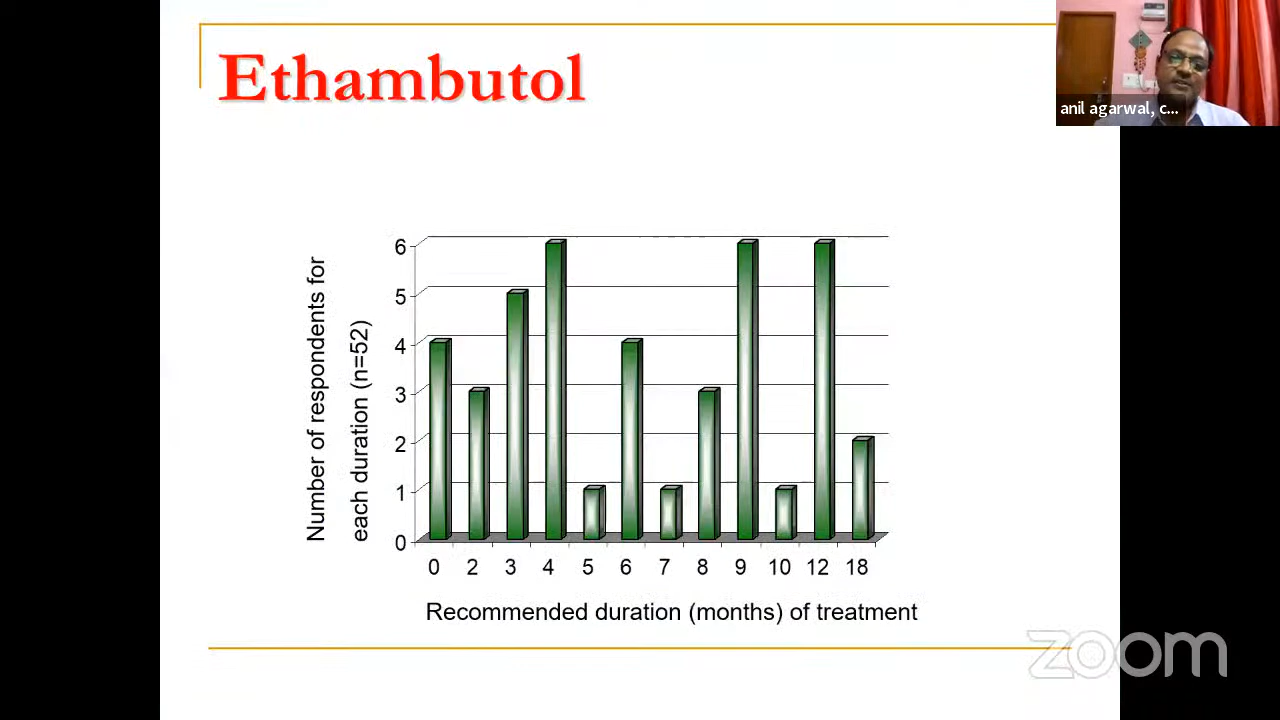 Ethambutol
anil agarwal, c...
Number of respondents for
each duration (n=52)
6
5
4
3
2
1
0
0 2 3 4 5 6 7 8 9 10 12 18
Recommended duration (months) of treatment
zoom